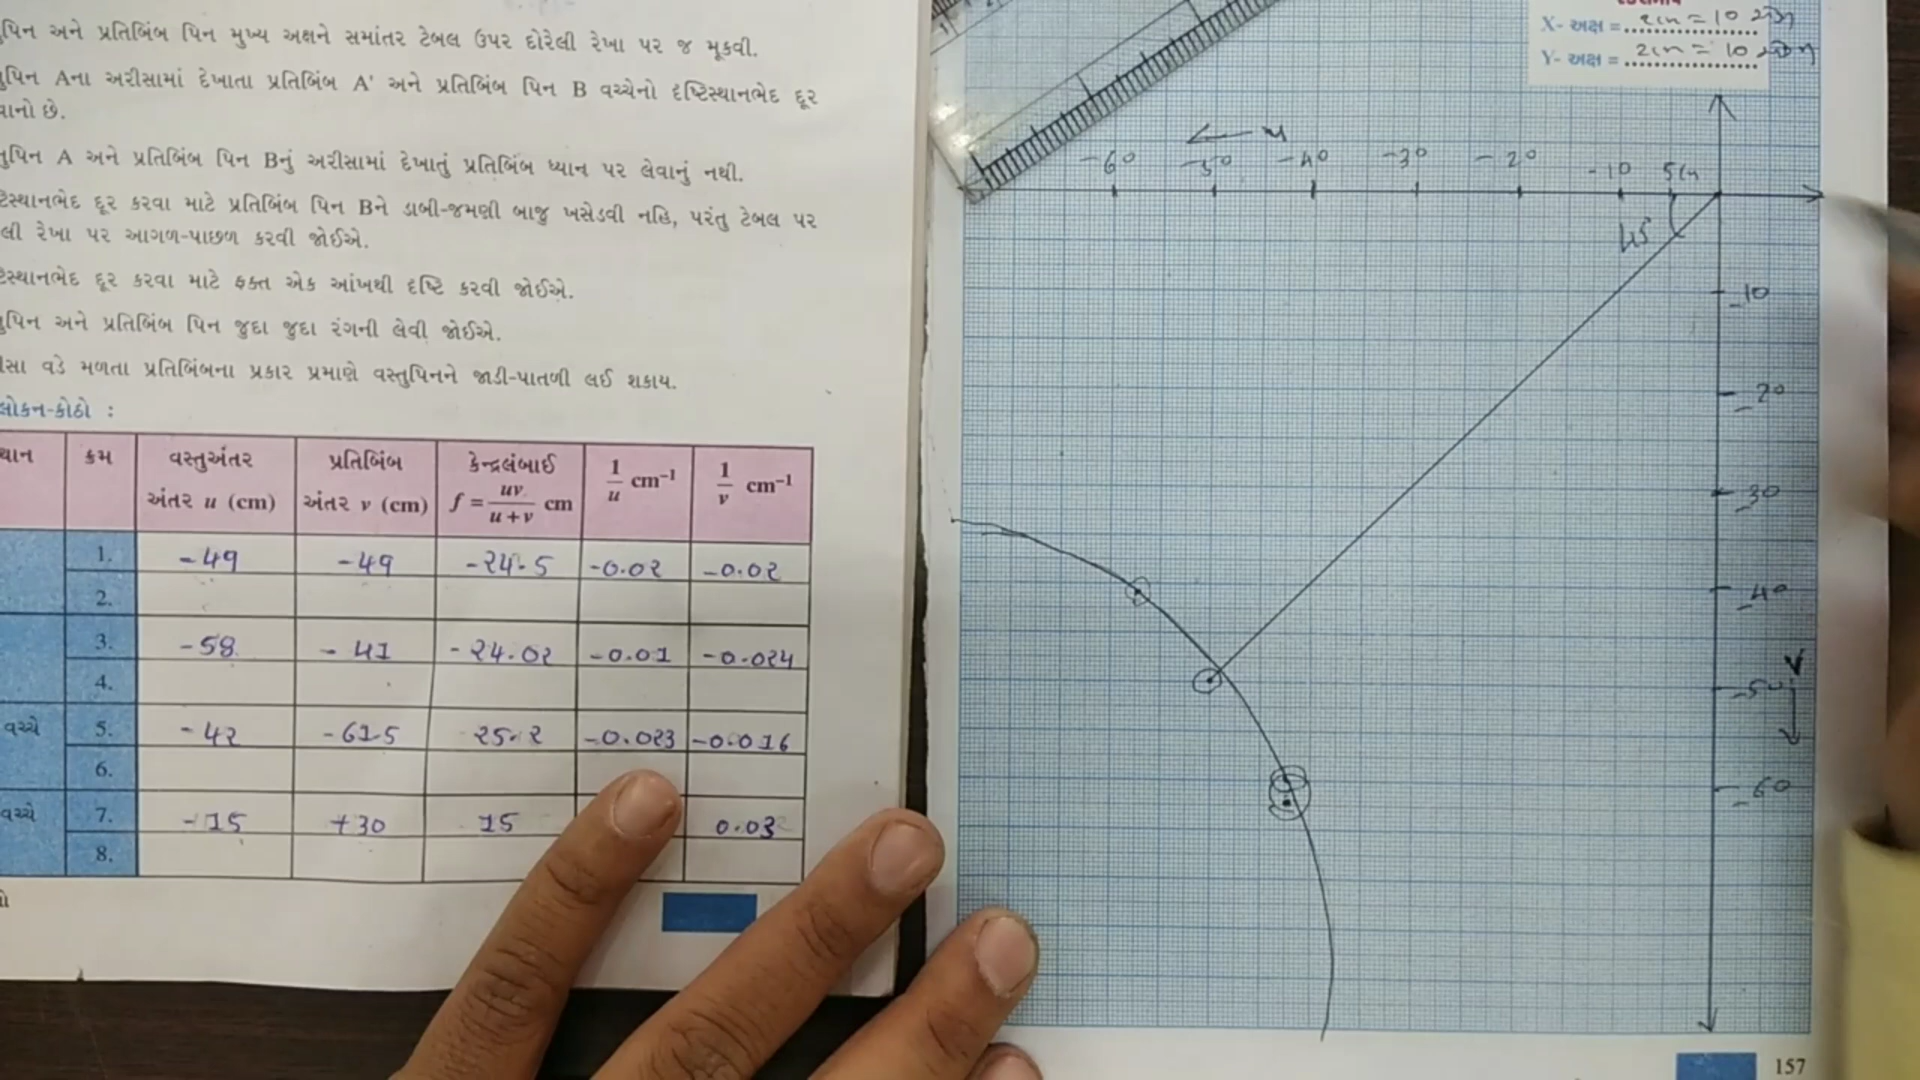 પિન અને પ્રતિબિંબ પિન મુખ્ય અક્ષને સમાંતર ટેબલ ઉપર દોરેલી રેખા પર જ મૂકવી.
પિન Aના અરીસામાં દેખાતા પ્રતિબિંબ A' અને પ્રતિબિંબ પિન B વચ્ચેનો દૃષ્ટિસ્થાનભેદ દૂર
વાનો છે.
તુપિન A અને પ્રતિબિંબ પિન Bનું અરીસામાં દેખાતું પ્રતિબિંબ ધ્યાન પર લેવાનું નથી.
ટિસ્થાનભેદ દૂર કરવા માટે પ્રતિબિંબ પિન Bને ડાબી-જમણી બાજુ ખસેડવી નહિ, પરંતુ ટેબલ પર
લી રેખા પર આગળ-પાછળ કરવી જોઈએ.
ટિસ્થાનભેદ દૂર કરવા માટે ફક્ત એક આંખથી દૃષ્ટિ કરવી જોઈએ.
તુપિન અને પ્રતિબિંબ પિન જુદા જુદા રંગની લેવી જોઈએ.
ીસા વડે મળતા પ્રતિબિંબના પ્રકાર પ્રમાણે વસ્તુપિનને જાડી-પાતળી લઈ શકાય.
લોકન-કોઠો :
થાન ક્રમ વસ્તુઅંતર અંતર u (cm) પ્રતિબિંબ અંતર v (cm) કેન્દ્રલંબાઈ f = uv/u+v cm 1/u cm⁻¹ 1/v cm⁻¹
1. -49 -49 -24.5 -0.02 -0.02
2.
3. -58 -41 -24.02 -0.01 -0.024
4.
વચ્ચે 5. -42 -61.5 25.2 -0.023 -0.016
6.
વચ્ચે 7. -15 +30 15 0.03
8.
X- અક્ષ = 2cm = 10
Y- અક્ષ = 2cm = 10
← u
-60 -50 -40 -30 -20 -10 5cm
45
-10
-20
-30
-40
v
-50
-60
157